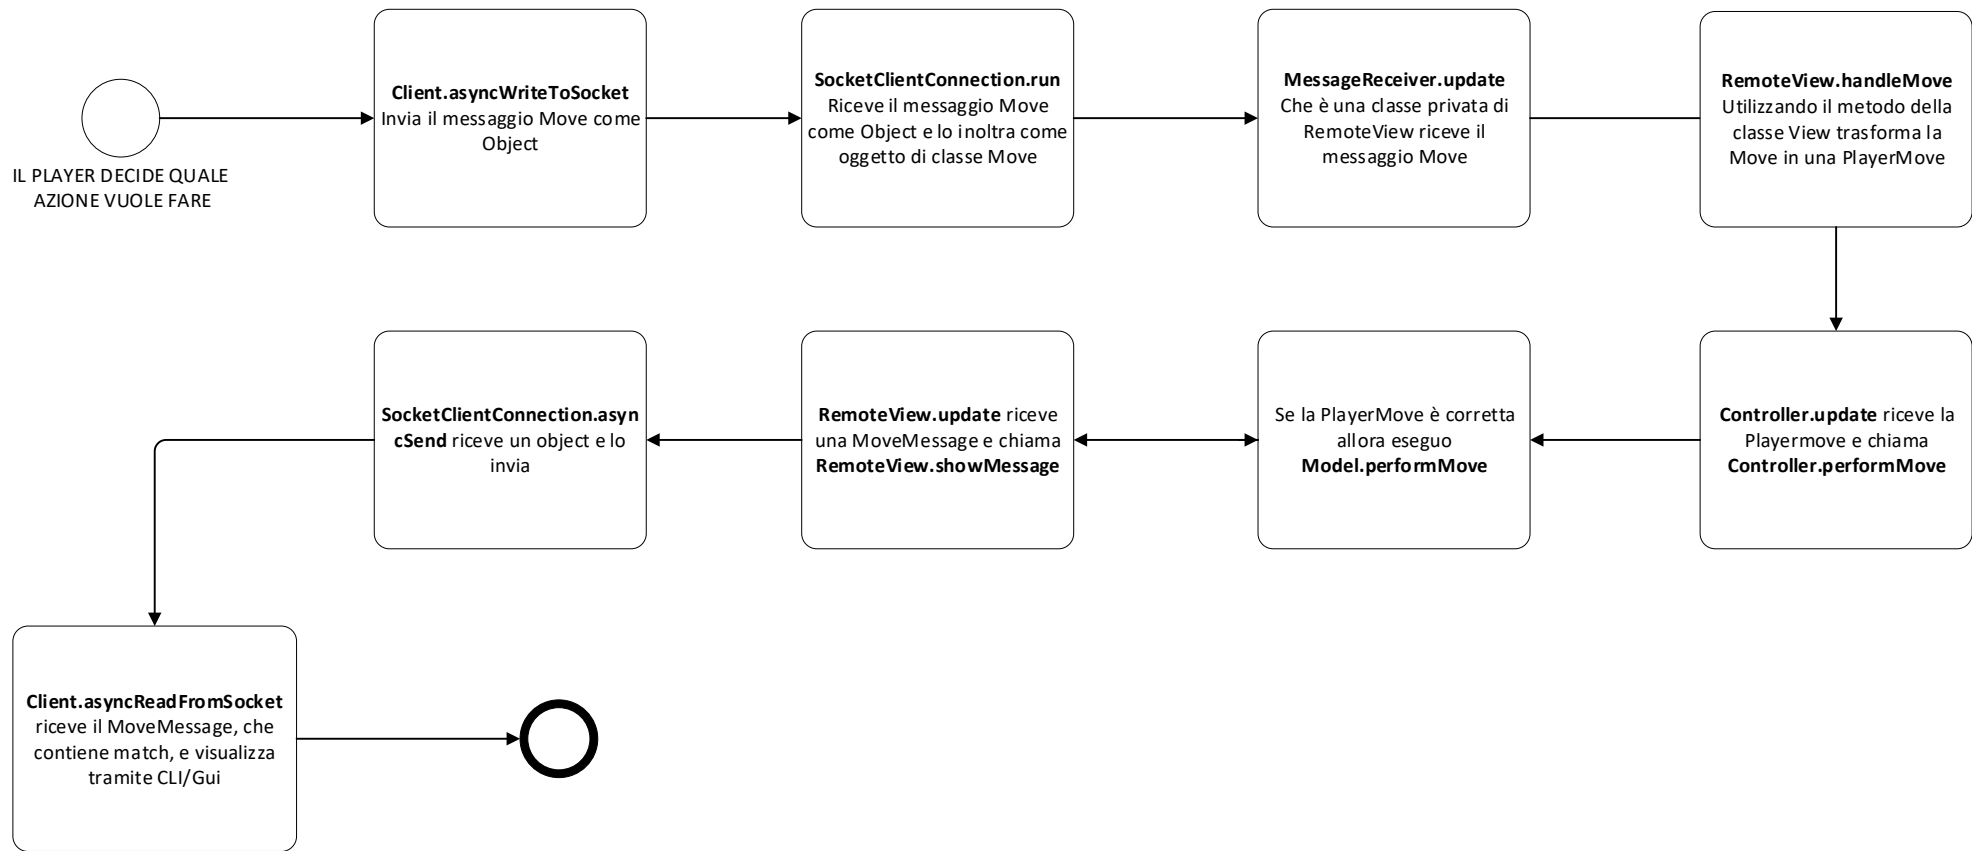 IL PLAYER DECIDE QUALE
AZIONE VUOLE FARE
Client.asyncWriteToSocket
Invia il messaggio Move come
Object
SocketClientConnection.run
Riceve il messaggio Move
come Object e lo inoltra come
oggetto di classe Move
MessageReceiver.update
Che è una classe privata di
RemoteView riceve il
messaggio Move
RemoteView.handleMove
Utilizzando il metodo della
classe View trasforma la
Move in una PlayerMove
Controller.update riceve la
Playermove e chiama
Controller.performMove
Se la PlayerMove è corretta
allora eseguo
Model.performMove
RemoteView.update riceve
una MoveMessage e chiama
RemoteView.showMessage
SocketClientConnection.asyn
cSend riceve un object e lo
invia
Client.asyncReadFromSocket
riceve il MoveMessage, che
contiene match, e visualizza
tramite CLI/Gui